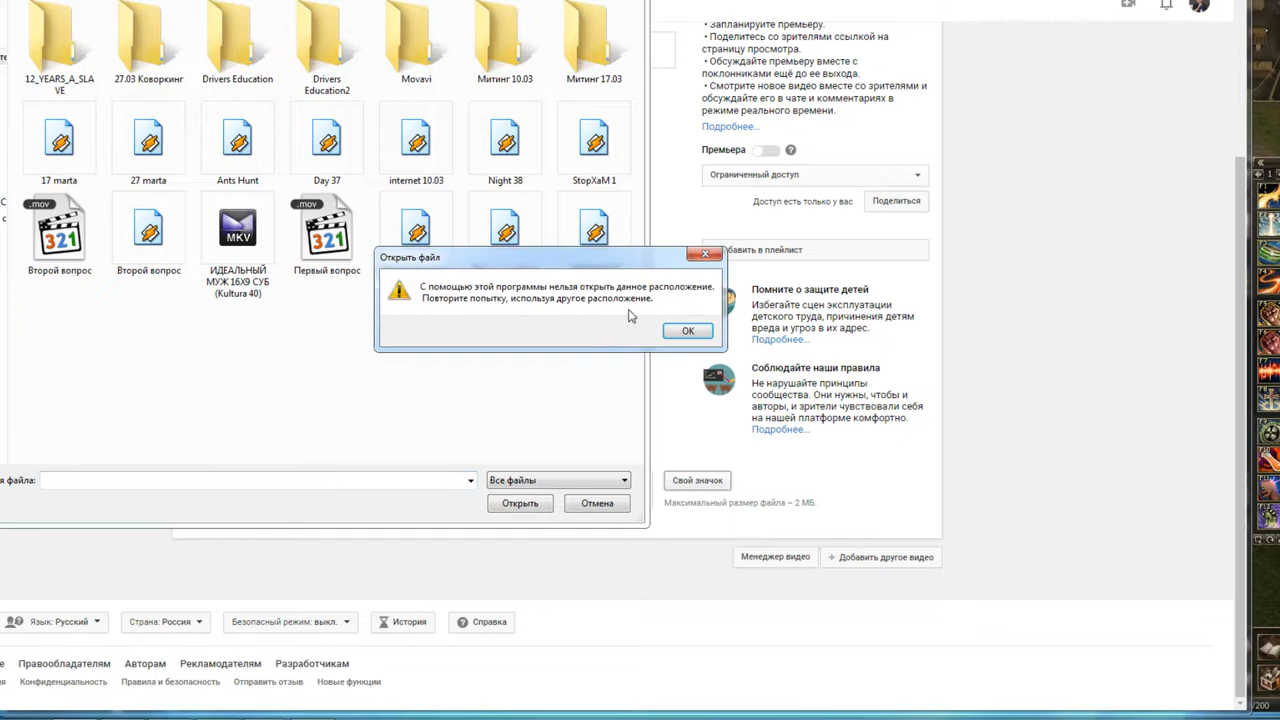 12_YEARS_A_SLA
VE
27.03 Коворкинг
Drivers Education
Drivers
Education2
Movavi
Митинг 10.03
Митинг 17.03
17 marta
27 marta
Ants Hunt
Day 37
internet 10.03
Night 38
StopXaM 1
.mov
321
Второй вопрос
Второй вопрос
MKV
ИДЕАЛЬНЫЙ
МУЖ 16X9 СУБ
(Kultura 40)
.mov
321
Первый вопрос
Открыть файл
С помощью этой программы нельзя открыть данное расположение.
Повторите попытку, используя другое расположение.
OK
я файла:
Все файлы
Открыть
Отмена
• Запланируйте премьеру.
• Поделитесь со зрителями ссылкой на
страницу просмотра.
• Обсуждайте премьеру вместе с
поклонниками ещё до ее выхода.
• Смотрите новое видео вместе со зрителями и
обсуждайте его в чате и комментариях в
режиме реального времени.
Подробнее...
Премьера
?
Ограниченный доступ
Доступ есть только у вас
Поделиться
обавить в плейлист
Помните о защите детей
Избегайте сцен эксплуатации
детского труда, причинения детям
вреда и угроз в их адрес.
Подробнее...
Соблюдайте наши правила
Не нарушайте принципы
сообщества. Они нужны, чтобы и
авторы, и зрители чувствовали себя
на нашей платформе комфортно.
Подробнее...
Свой значок
Максимальный размер файла – 2 МБ.
Менеджер видео
+ Добавить другое видео
Язык: Русский
Страна: Россия
Безопасный режим: выкл.
История
Справка
е
Правообладателям
Авторам
Рекламодателям
Разработчикам
я
Конфиденциальность
Правила и безопасность
Отправить отзыв
Новые функции
1
/200